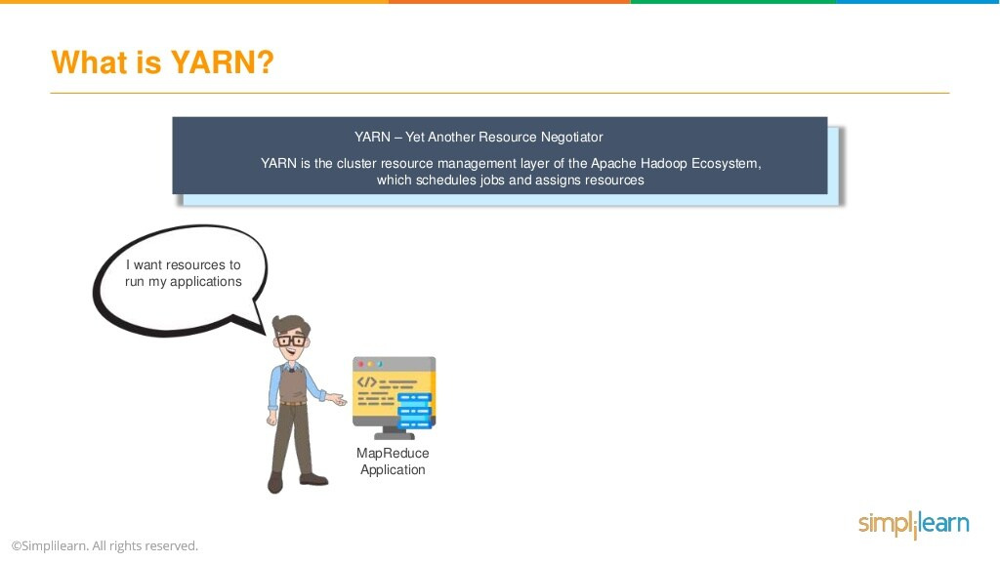 What is YARN?
YARN – Yet Another Resource Negotiator
YARN is the cluster resource management layer of the Apache Hadoop Ecosystem,
which schedules jobs and assigns resources
I want resources to
run my applications
</>
MapReduce
Application
simplilearn
©Simplilearn. All rights reserved.